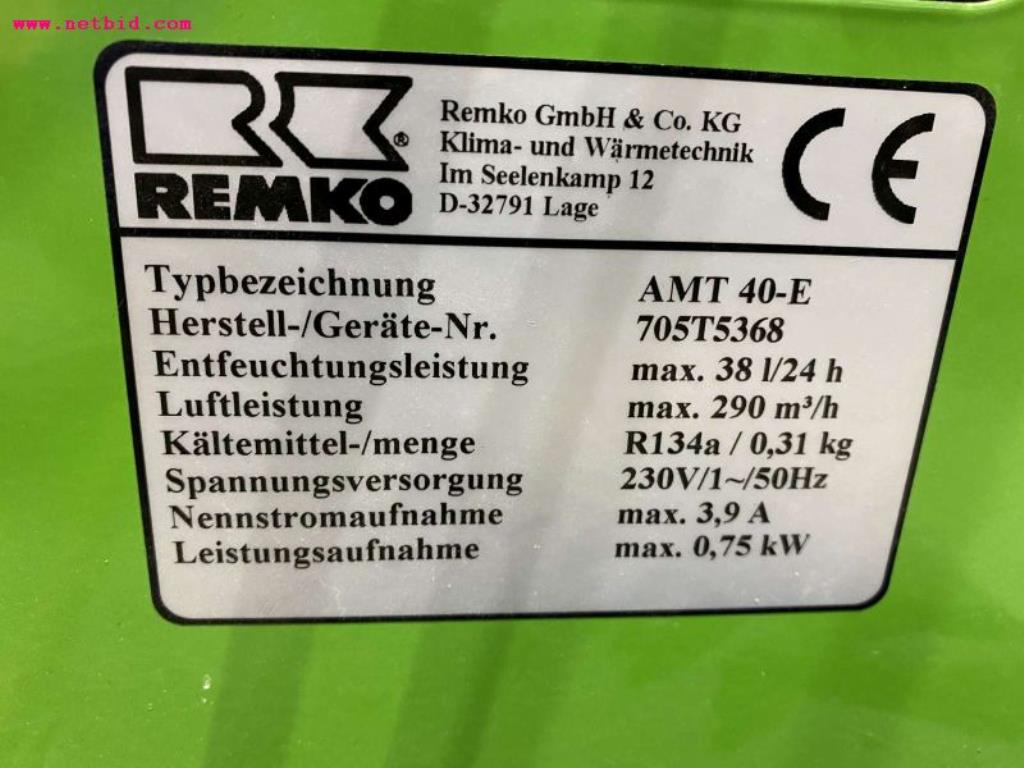 www.netbid.com
REMKO
Remko GmbH & Co. KG
Klima- und Wärmetechnik
Im Seelenkamp 12
D-32791 Lage
CE
Typbezeichnung AMT 40-E
Herstell-/Geräte-Nr. 705T5368
Entfeuchtungsleistung max. 38 l/24 h
Luftleistung max. 290 m³/h
Kältemittel-/menge R134a / 0,31 kg
Spannungsversorgung 230V/1~/50Hz
Nennstromaufnahme max. 3,9 A
Leistungsaufnahme max. 0,75 kW